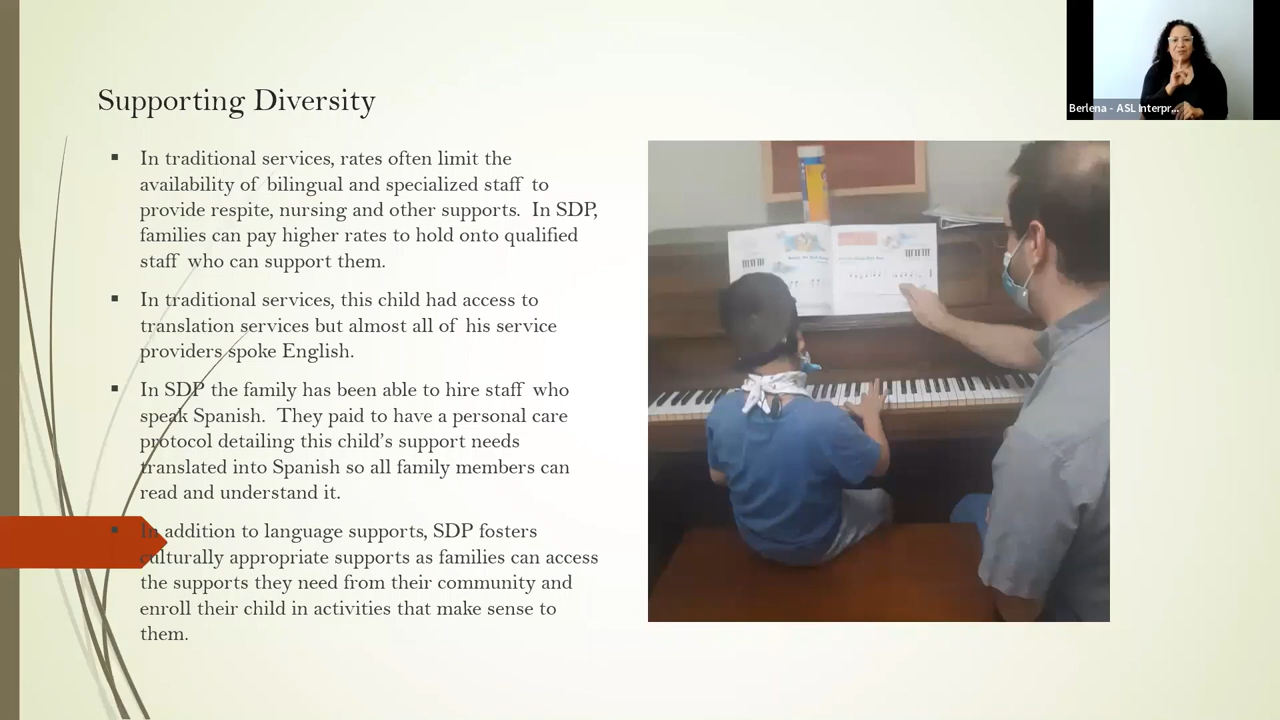 Supporting Diversity
In traditional services, rates often limit the
availability of bilingual and specialized staff to
provide respite, nursing and other supports. In SDP,
families can pay higher rates to hold onto qualified
staff who can support them.
In traditional services, this child had access to
translation services but almost all of his service
providers spoke English.
In SDP the family has been able to hire staff who
speak Spanish. They paid to have a personal care
protocol detailing this child's support needs
translated into Spanish so all family members can
read and understand it.
In addition to language supports, SDP fosters
culturally appropriate supports as families can access
the supports they need from their community and
enroll their child in activities that make sense to
them.
Berlena - ASL Interpr...